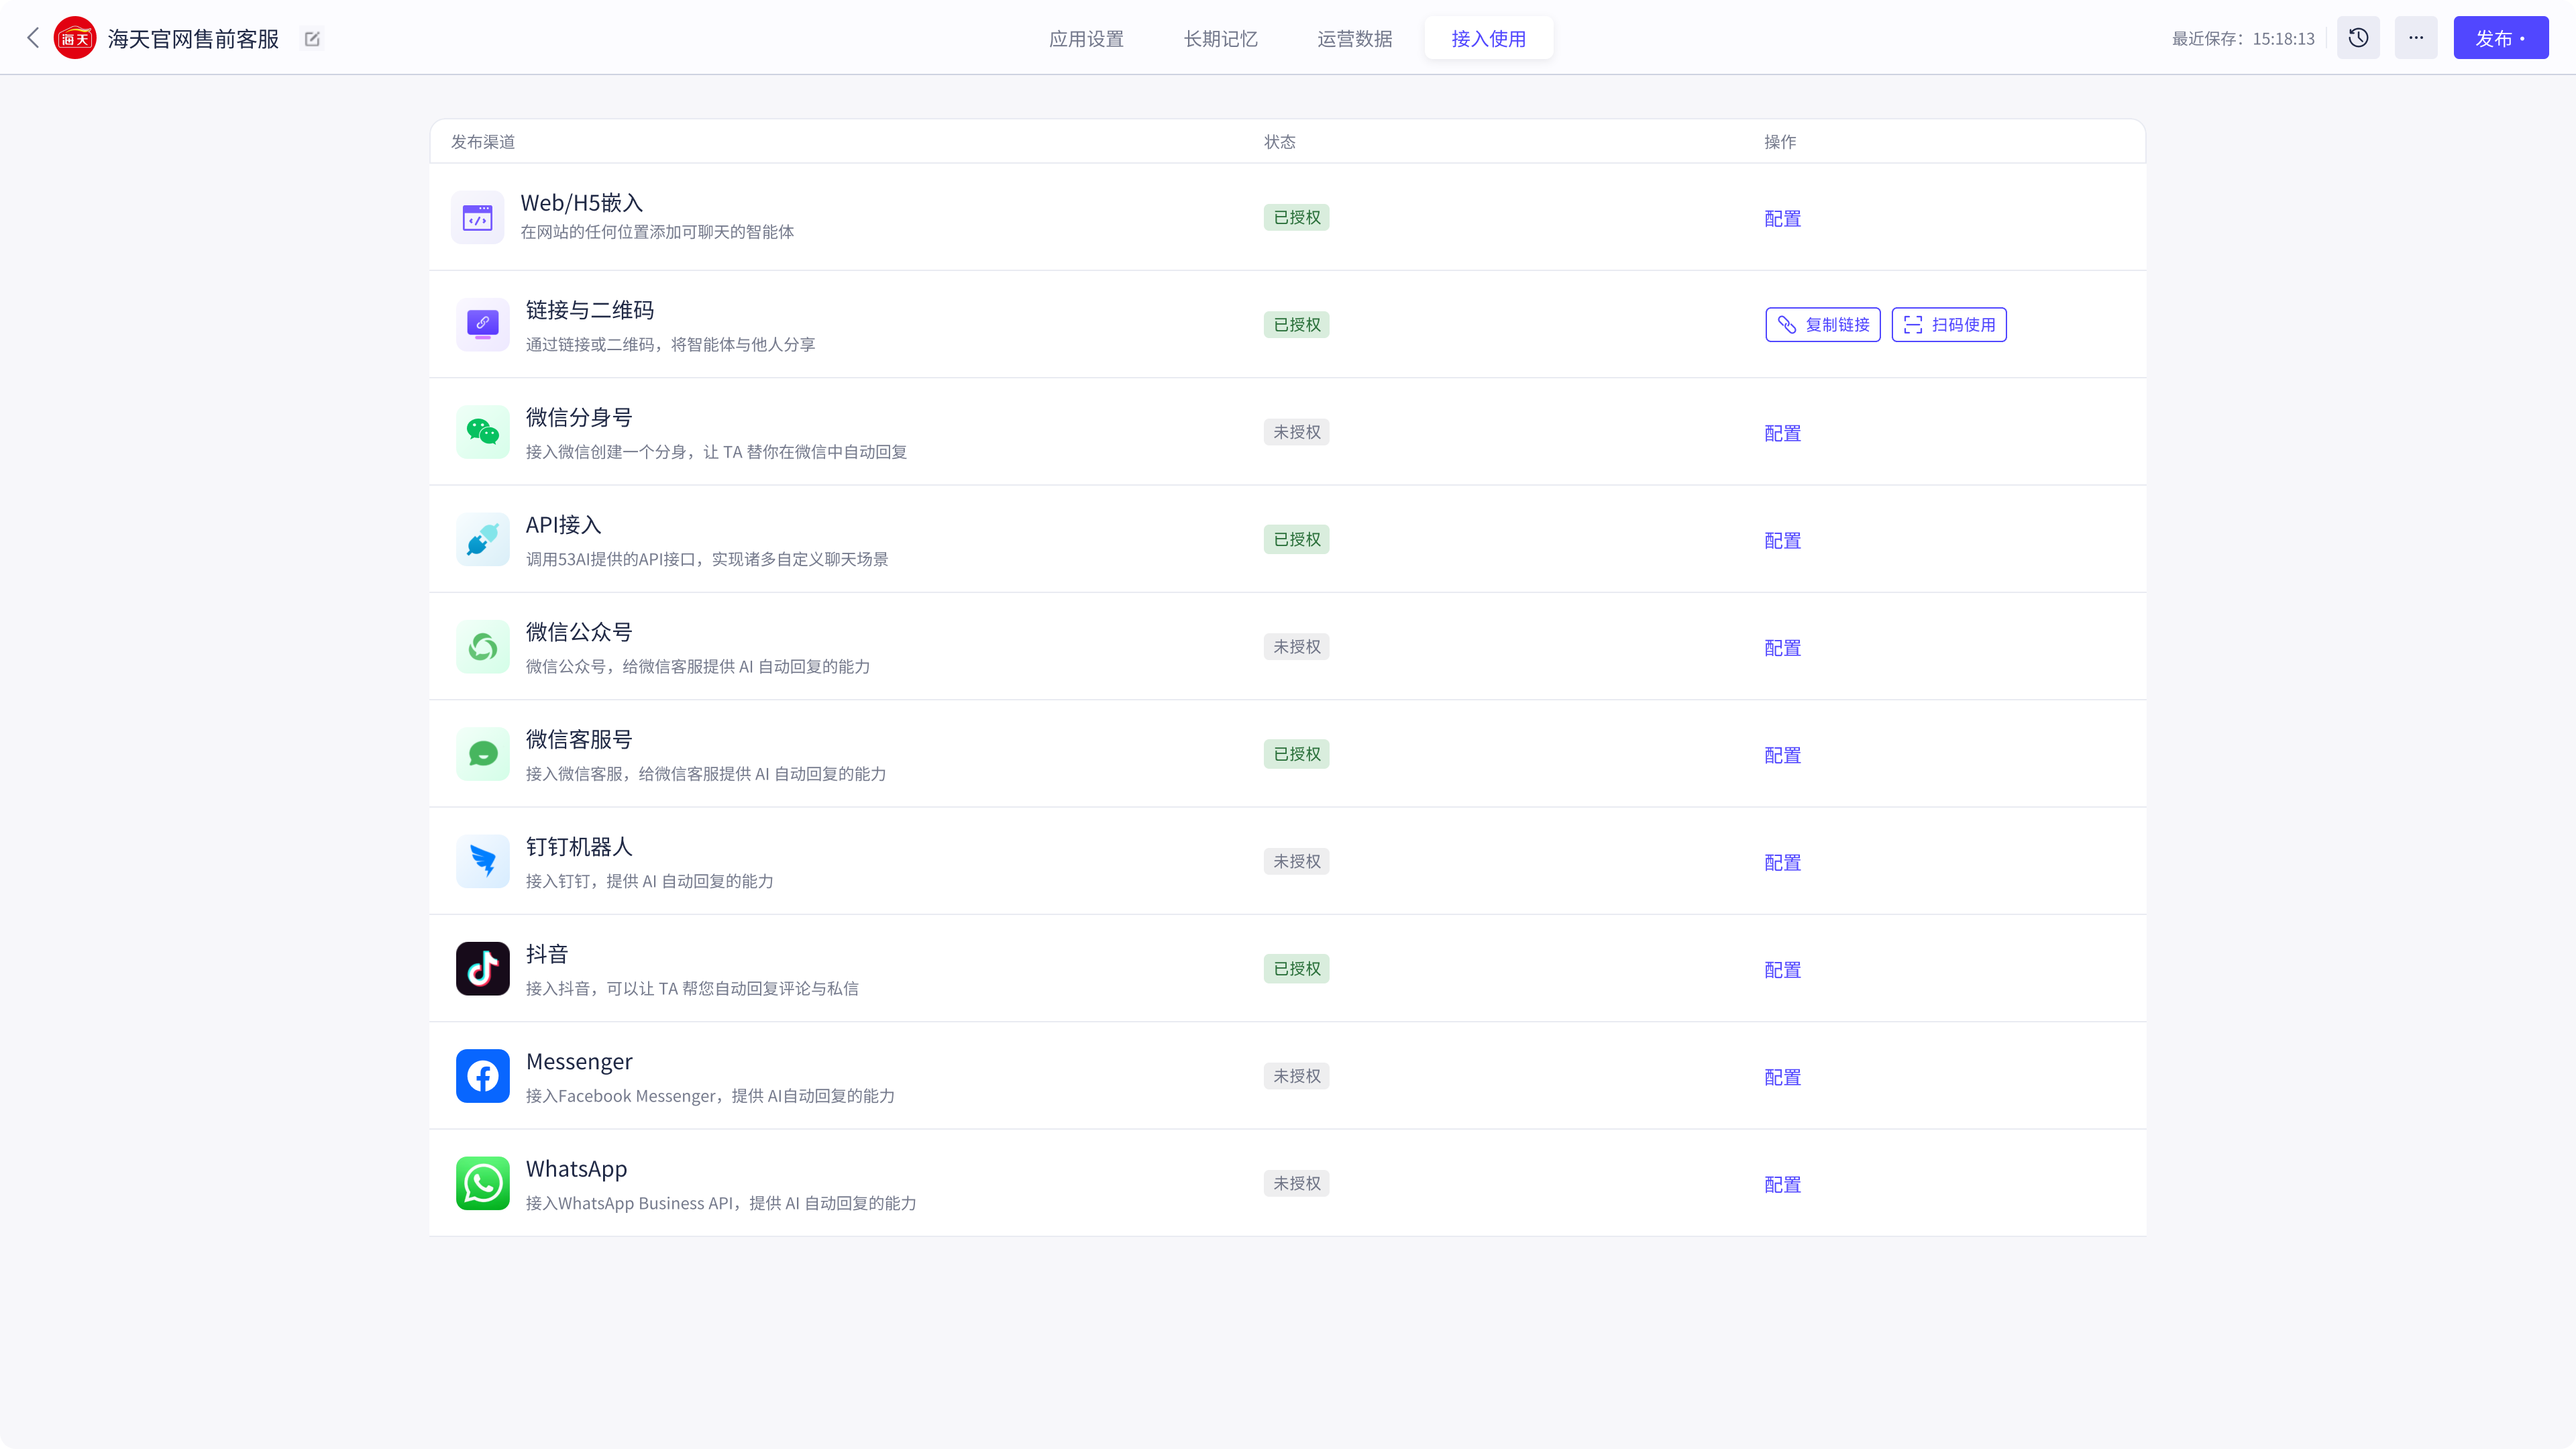 海天
海天官网售前客服
应用设置
长期记忆
运营数据
接入使用
最近保存：15:18:13
发布
发布渠道
状态
操作
Web/H5嵌入
在网站的任何位置添加可聊天的智能体
已授权
配置
链接与二维码
通过链接或二维码，将智能体与他人分享
已授权
复制链接
扫码使用
微信分身号
接入微信创建一个分身，让 TA 替你在微信中自动回复
未授权
配置
API接入
调用53AI提供的API接口，实现诸多自定义聊天场景
已授权
配置
微信公众号
微信公众号，给微信客服提供 AI 自动回复的能力
未授权
配置
微信客服号
接入微信客服，给微信客服提供 AI 自动回复的能力
已授权
配置
钉钉机器人
接入钉钉，提供 AI 自动回复的能力
未授权
配置
抖音
接入抖音，可以让 TA 帮您自动回复评论与私信
已授权
配置
Messenger
接入Facebook Messenger，提供 AI自动回复的能力
未授权
配置
WhatsApp
接入WhatsApp Business API，提供 AI 自动回复的能力
未授权
配置